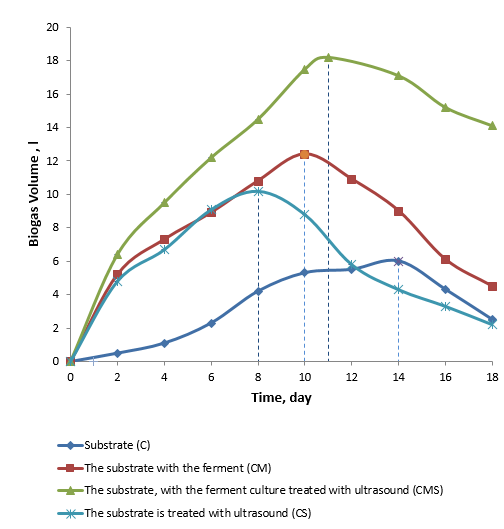 20
18
16
14
12
10
8
6
4
2
0
Biogas Volume , l
0 2 4 6 8 10 12 14 16 18
Time, day
Substrate (C)
The substrate with the ferment (CM)
The substrate, with the ferment culture treated with ultrasound (CMS)
The substrate is treated with ultrasound (CS)